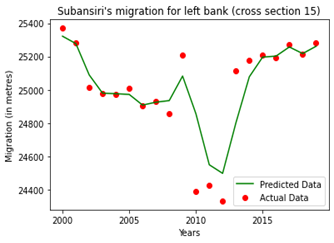 Subansiri's migration for left bank (cross section 15)
Migration (in metres)
25400
25200
25000
24800
24600
24400
Predicted Data
Actual Data
2000
2005
2010
2015
Years